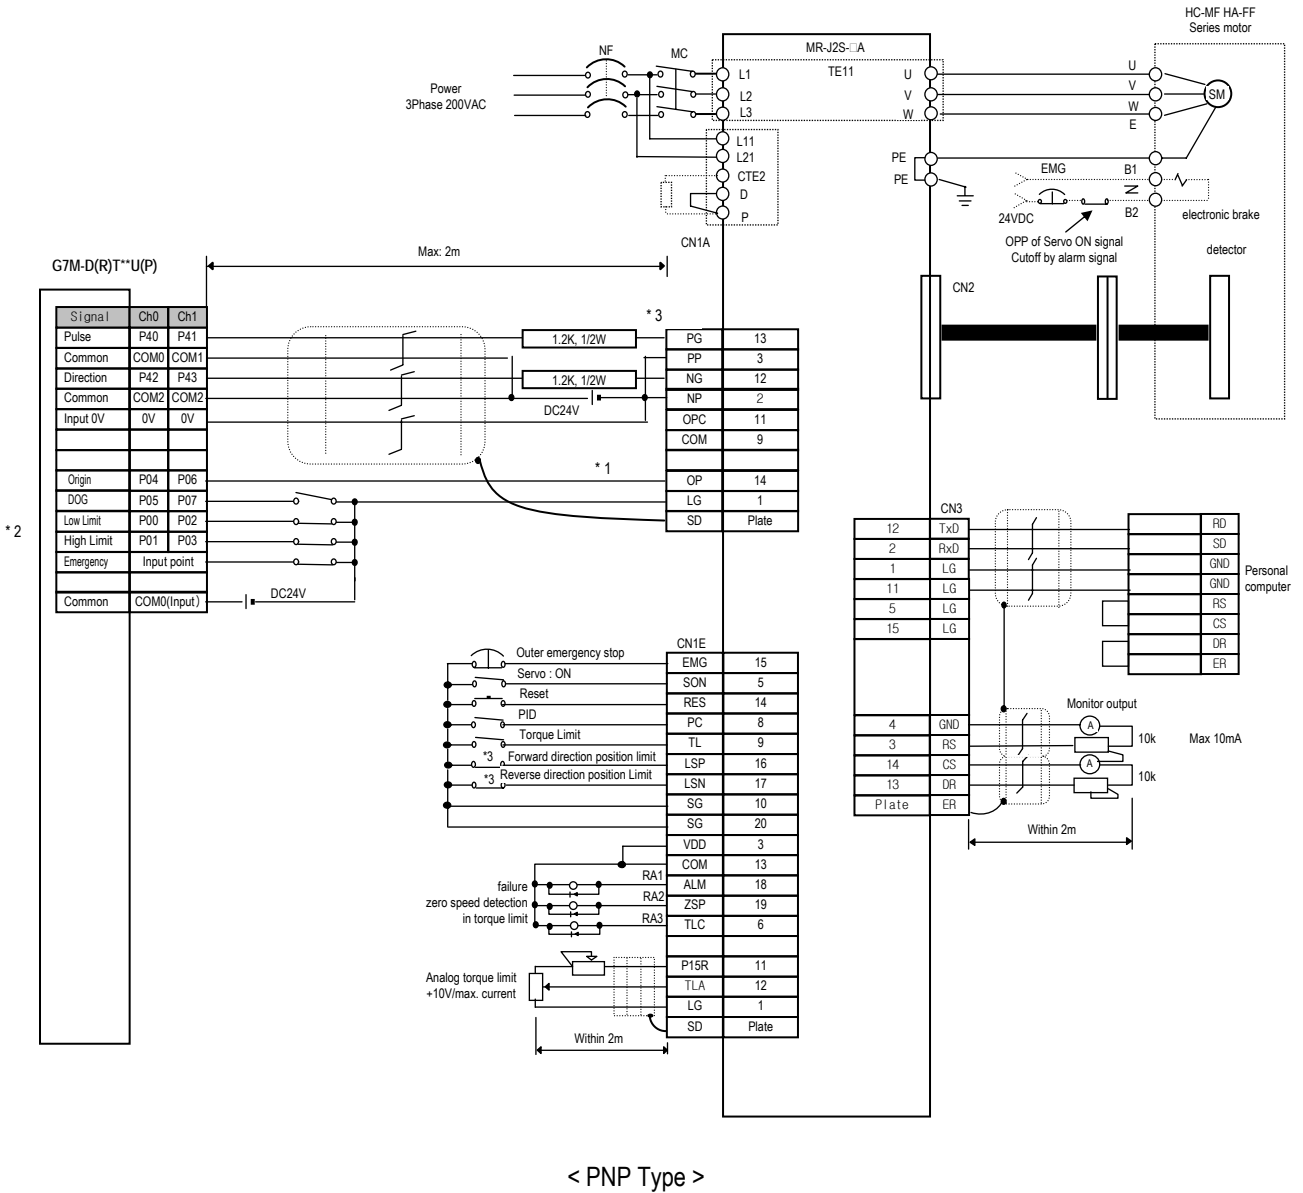 HC-MF HA-FF
Series motor
MR-J2S-□A
TE11
NF
MC
Power
3Phase 200VAC
L1
L2
L3
U
V
W
U
V
W
E
SM
L11
L21
CTE2
D
P
PE
PE
EMG
24VDC
B1
B2
electronic brake
OPP of Servo ON signal
Cutoff by alarm signal
detector
CN1A
CN2
Max: 2m
G7M-D(R)T**U(P)
Signal Ch0 Ch1
Pulse P40 P41
Common COM0 COM1
Direction P42 P43
Common COM2 COM2
Input 0V 0V 0V
Origin P04 P06
DOG P05 P07
Low Limit P00 P02
High Limit P01 P03
Emergency Input point
Common COM0(Input)
* 2
* 3
1.2K, 1/2W
1.2K, 1/2W
DC24V
* 1
DC24V
PG 13
PP 3
NG 12
NP 2
OPC 11
COM 9
OP 14
LG 1
SD Plate
CN3
12 TxD
2 RxD
1 LG
11 LG
5 LG
15 LG
4 GND
3 RS
14 CS
13 DR
Plate ER
RD
SD
GND
GND
RS
CS
DR
ER
Personal
computer
Monitor output
A
10k
A
10k
Max 10mA
Within 2m
CN1E
Outer emergency stop
Servo : ON
Reset
PID
Torque Limit
*3 Forward direction position limit
*3 Reverse direction position Limit
EMG 15
SON 5
RES 14
PC 8
TL 9
LSP 16
LSN 17
SG 10
SG 20
VDD 3
COM 13
ALM 18
ZSP 19
TLC 6
P15R 11
TLA 12
LG 1
SD Plate
RA1
RA2
RA3
failure
zero speed detection
in torque limit
Analog torque limit
+10V/max. current
Within 2m
< PNP Type >